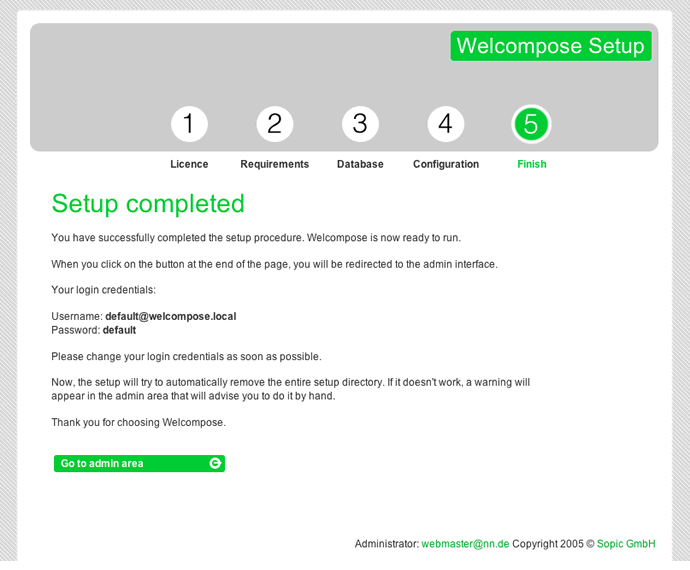 Welcompose Setup
1 2 3 4 5
Licence Requirements Database Configuration Finish
Setup completed
You have successfully completed the setup procedure. Welcompose is now ready to run.
When you click on the button at the end of the page, you will be redirected to the admin interface.
Your login credentials:
Username: default@welcompose.local
Password: default
Please change your login credentials as soon as possible.
Now, the setup will try to automatically remove the entire setup directory. If it doesn't work, a warning will
appear in the admin area that will advise you to do it by hand.
Thank you for choosing Welcompose.
Go to admin area
Administrator: webmaster@nn.de Copyright 2005 © Sopic GmbH